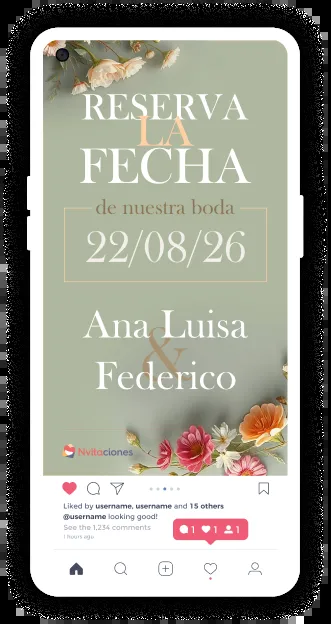 RESERVA
LA
FECHA
de nuestra boda
22/08/26
Ana Luisa
&
Federico
Nvitaciones
Liked by username, username and 15 others
@username looking good!
See the 1,234 comments
1 hours ago
1 1 1